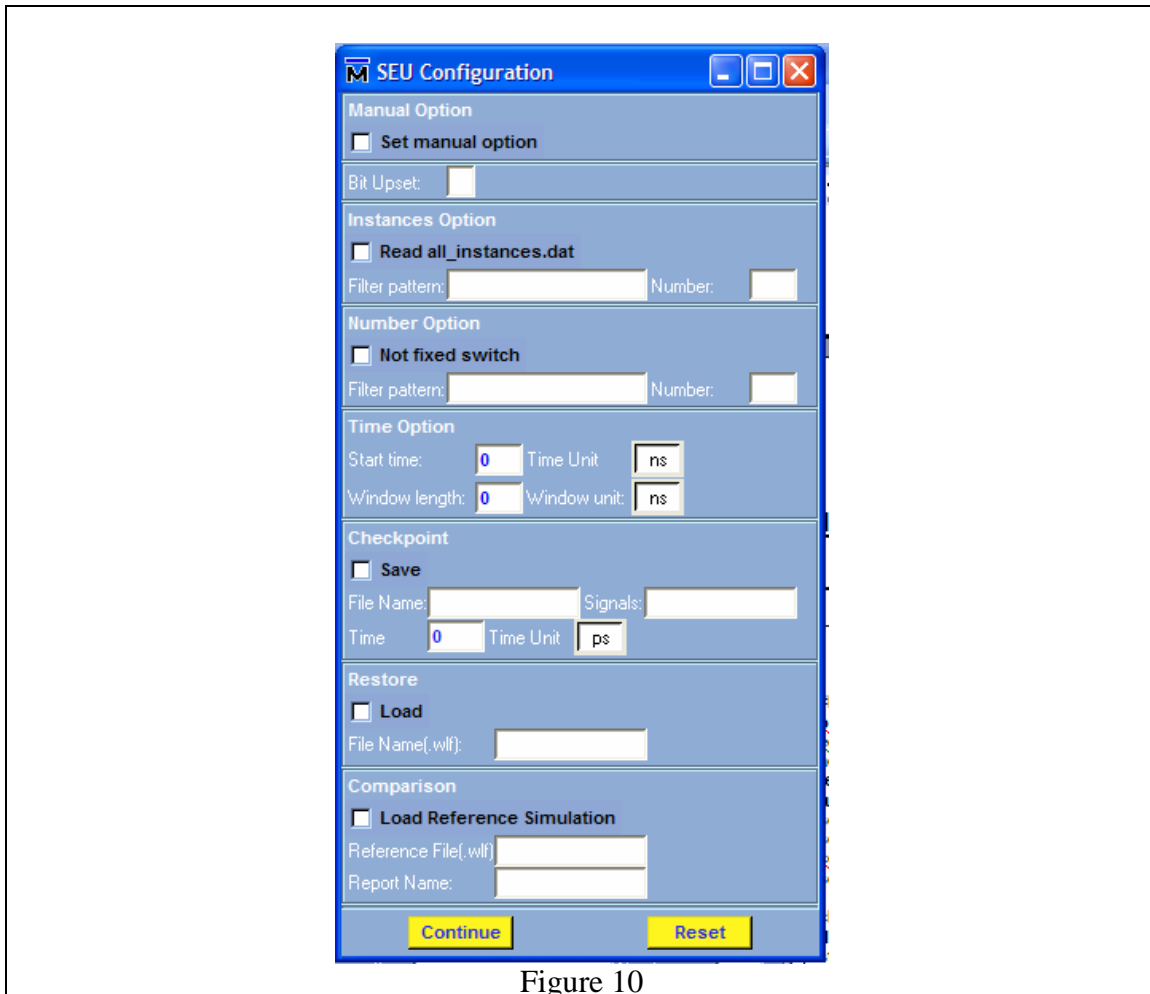 M SEU Configuration
Manual Option
Set manual option
Bit Upset:
Instances Option
Read all_instances.dat
Filter pattern: Number:
Number Option
Not fixed switch
Filter pattern: Number:
Time Option
Start time: 0 Time Unit ns
Window length: 0 Window unit: ns
Checkpoint
Save
File Name: Signals:
Time 0 Time Unit ps
Restore
Load
File Name(.wlf):
Comparison
Load Reference Simulation
Reference File(.wlf)
Report Name:
Continue Reset
Figure 10